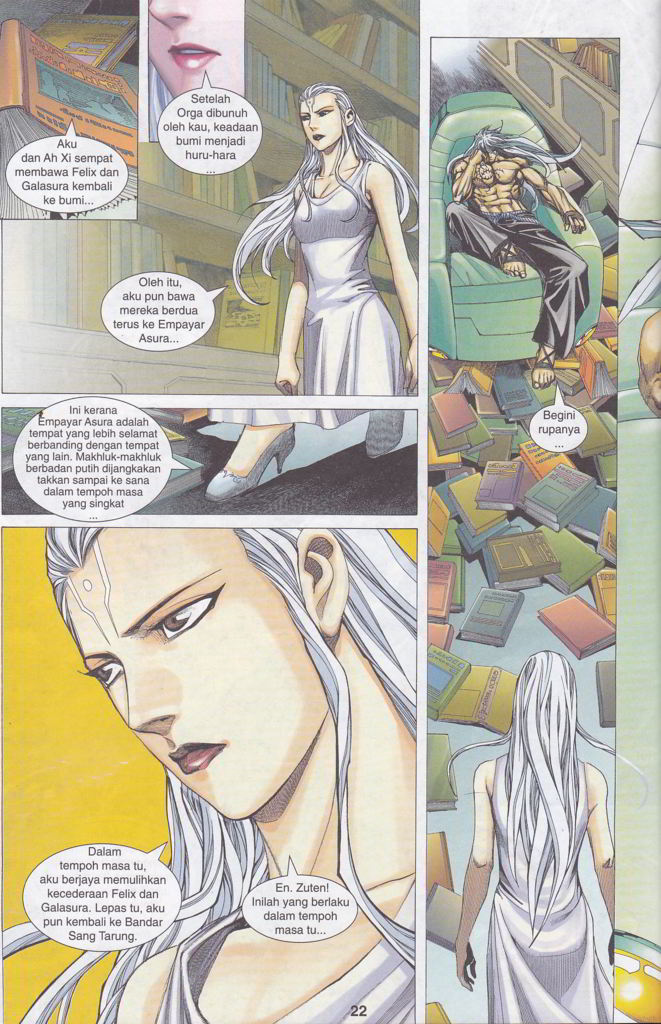 Aku
dan Ah Xi sempat
membawa Felix dan
Galasura kembali
ke bumi...
Setelah
Orga dibunuh
oleh kau, keadaan
bumi menjadi
huru-hara
...
Oleh itu,
aku pun bawa
mereka berdua
terus ke Empayar
Asura...
Ini kerana
Empayar Asura adalah
tempat yang lebih selamat
berbanding dengan tempat
yang lain. Makhluk-makhluk
berbadan putih dijangkakan
takkan sampai ke sana
dalam tempoh masa
yang singkat
...
Dalam
tempoh masa tu,
aku berjaya memulihkan
kecederaan Felix dan
Galasura. Lepas tu, aku
pun kembali ke Bandar
Sang Tarung.
En. Zuten!
Inilah yang berlaku
dalam tempoh
masa tu...
Begini
rupanya
...
22